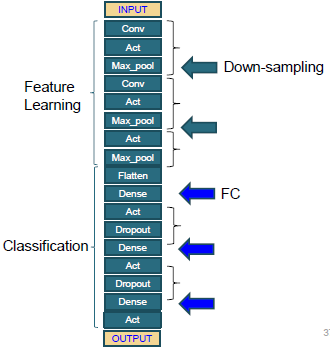 INPUT
Conv
Act
Max_pool
Down-sampling
Conv
Feature
Learning
Act
Max_pool
Act
Max_pool
Flatten
Dense
FC
Act
Dropout
Classification
Dense
Act
Dropout
Dense
Act
OUTPUT